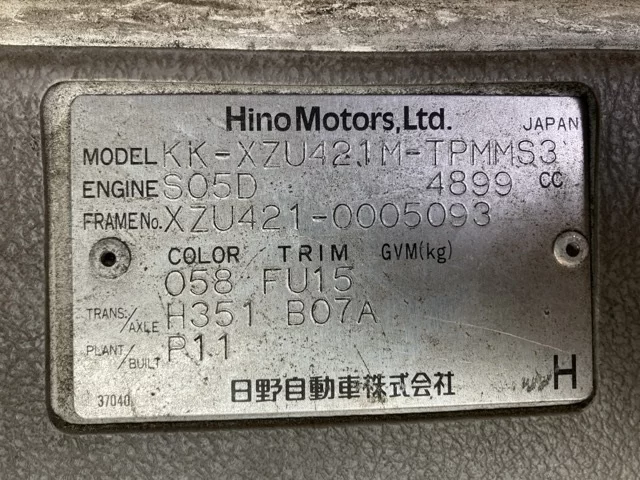 Hino Motors, Ltd. JAPAN
MODEL KK-XZU421M-TPMMS3
ENGINE S05D 4899 CC
FRAME No. XZU421-0005093
COLOR TRIM GVM(kg)
058 FU15
TRANS./AXLE H351 B07A
PLANT/BUILT P11
日野自動車株式会社 H
37040